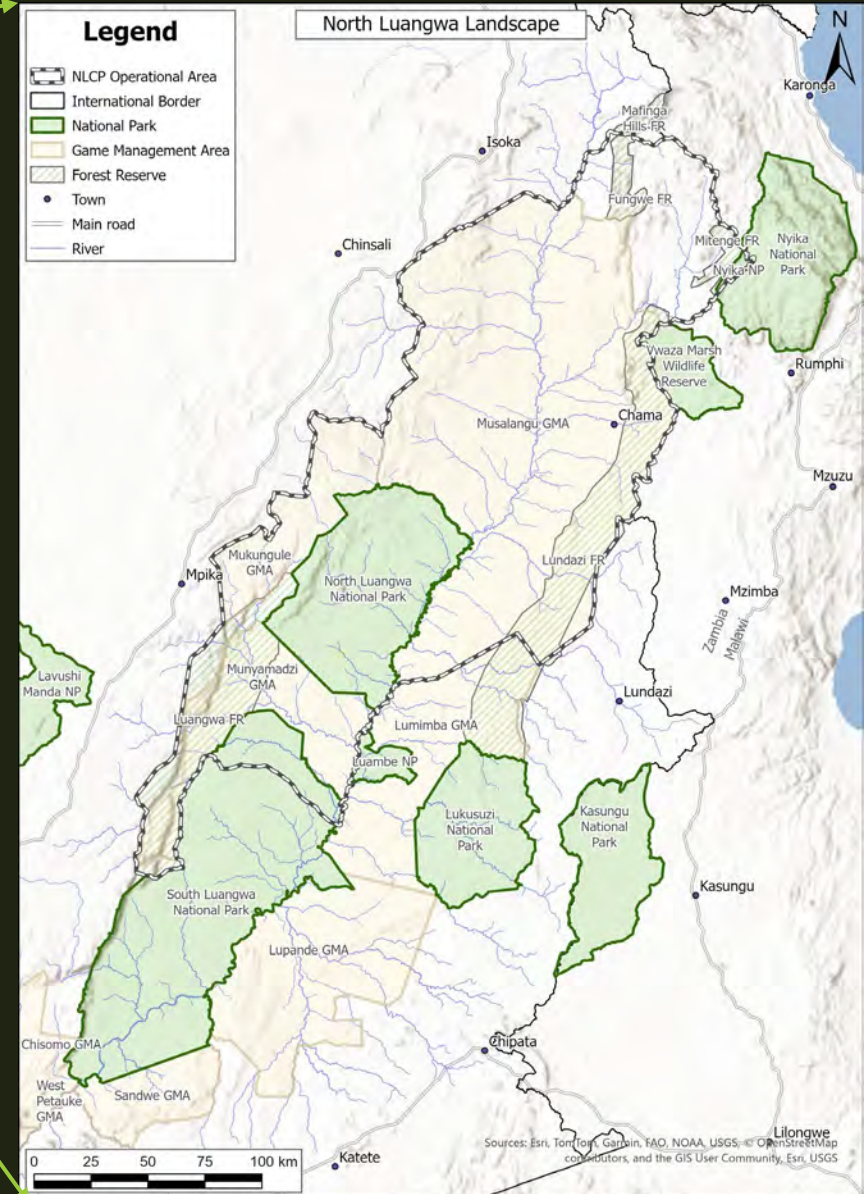 North Luangwa Landscape
Legend
NLCP Operational Area
International Border
National Park
Game Management Area
Forest Reserve
Town
Main road
River
N
Karonga
Mafinga
Hills FR
Isoka
Fungwe FR
Chinsali
Mitenge FR
Nyika
National
Park
Nyika NP
Vwaza Marsh
Wildlife
Reserve
Rumphi
Chama
Musalangu GMA
Mzuzu
Mukungule
GMA
Lundazi FR
Mpika
North Luangwa
National Park
Mzimba
Zambia
Malawi
Munyamadzi
GMA
Lavushi
Manda NP
Lundazi
Luangwa FR
Lumimba GMA
Luambe NP
Lukusuzi
National
Park
Kasungu
National
Park
Kasungu
South Luangwa
National Park
Lupande GMA
Chisomo GMA
Chipata
West
Petauke
GMA
Sandwe GMA
Lilongwe
Katete
Sources: Esri, TomTom, Garmin, FAO, NOAA, USGS, © OpenStreetMap
contributors, and the GIS User Community, Esri, USGS
0 25 50 75 100 km